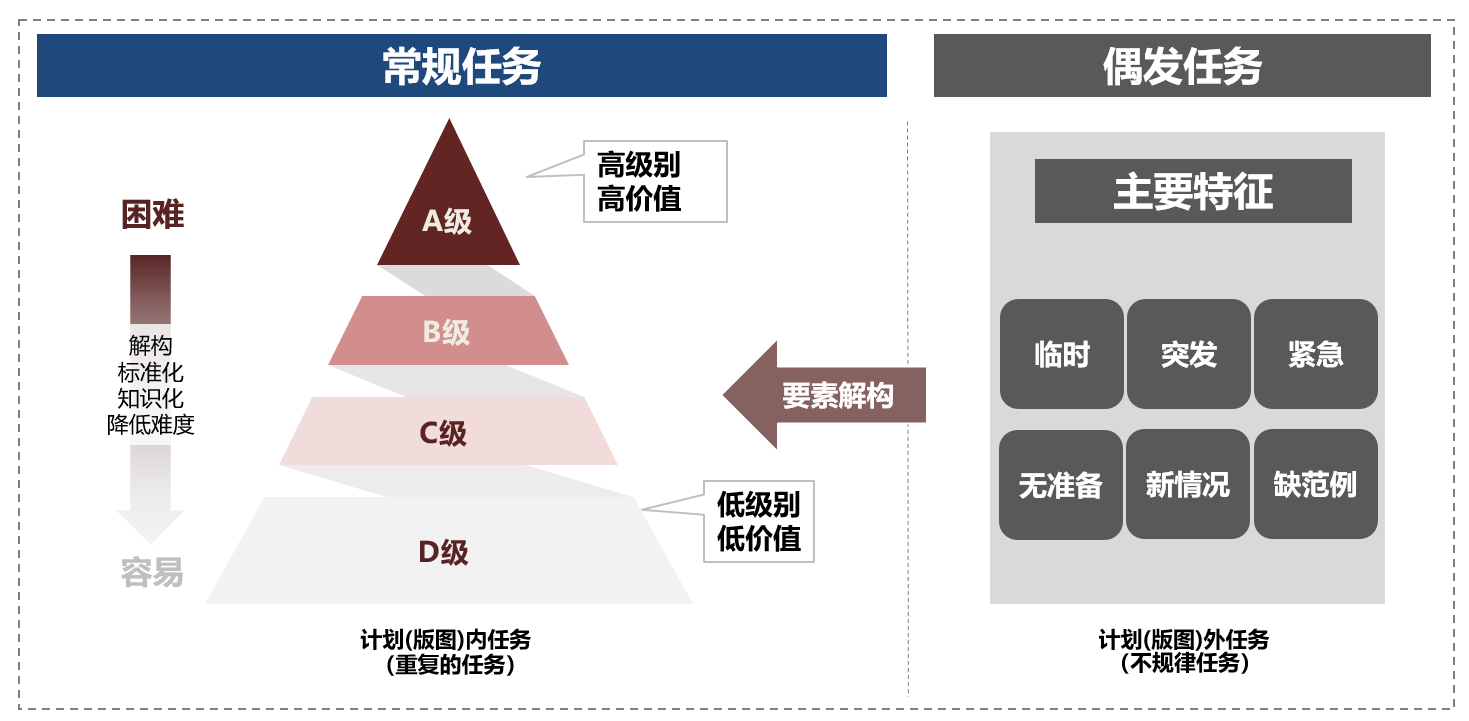 常规任务
困难
解构
标准化
知识化
降低难度
容易
A级
高级别
高价值
B级
C级
D级
低级别
低价值
计划(版图)内任务
（重复的任务）
要素解构
偶发任务
主要特征
临时
突发
紧急
无准备
新情况
缺范例
计划(版图)外任务
（不规律任务）